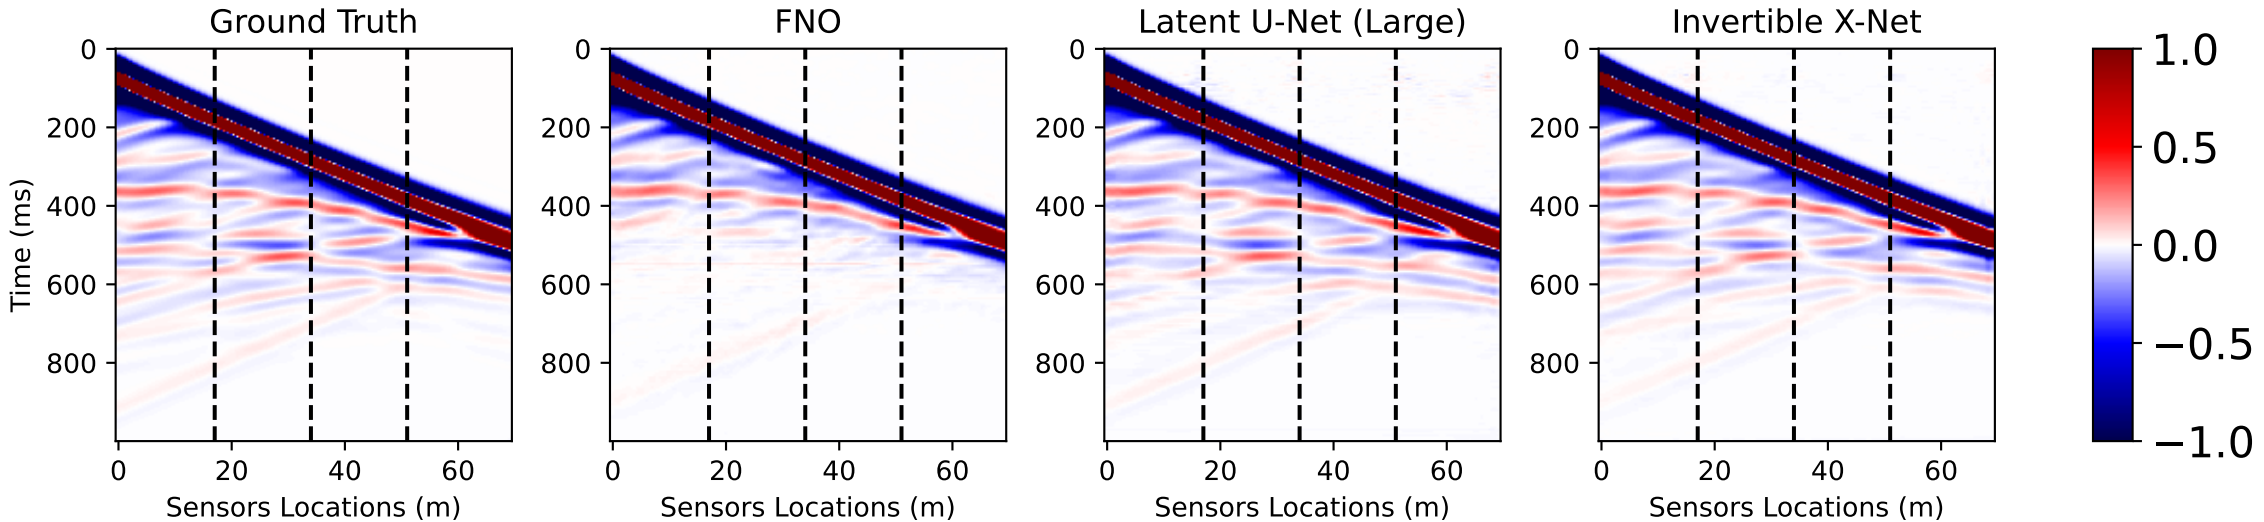 Ground Truth
FNO
Latent U-Net (Large)
Invertible X-Net
0
200
400
600
800
Time (ms)
0 20 40 60
Sensors Locations (m)
0
200
400
600
800
0 20 40 60
Sensors Locations (m)
0
200
400
600
800
0 20 40 60
Sensors Locations (m)
0
200
400
600
800
0 20 40 60
Sensors Locations (m)
1.0
0.5
0.0
−0.5
−1.0